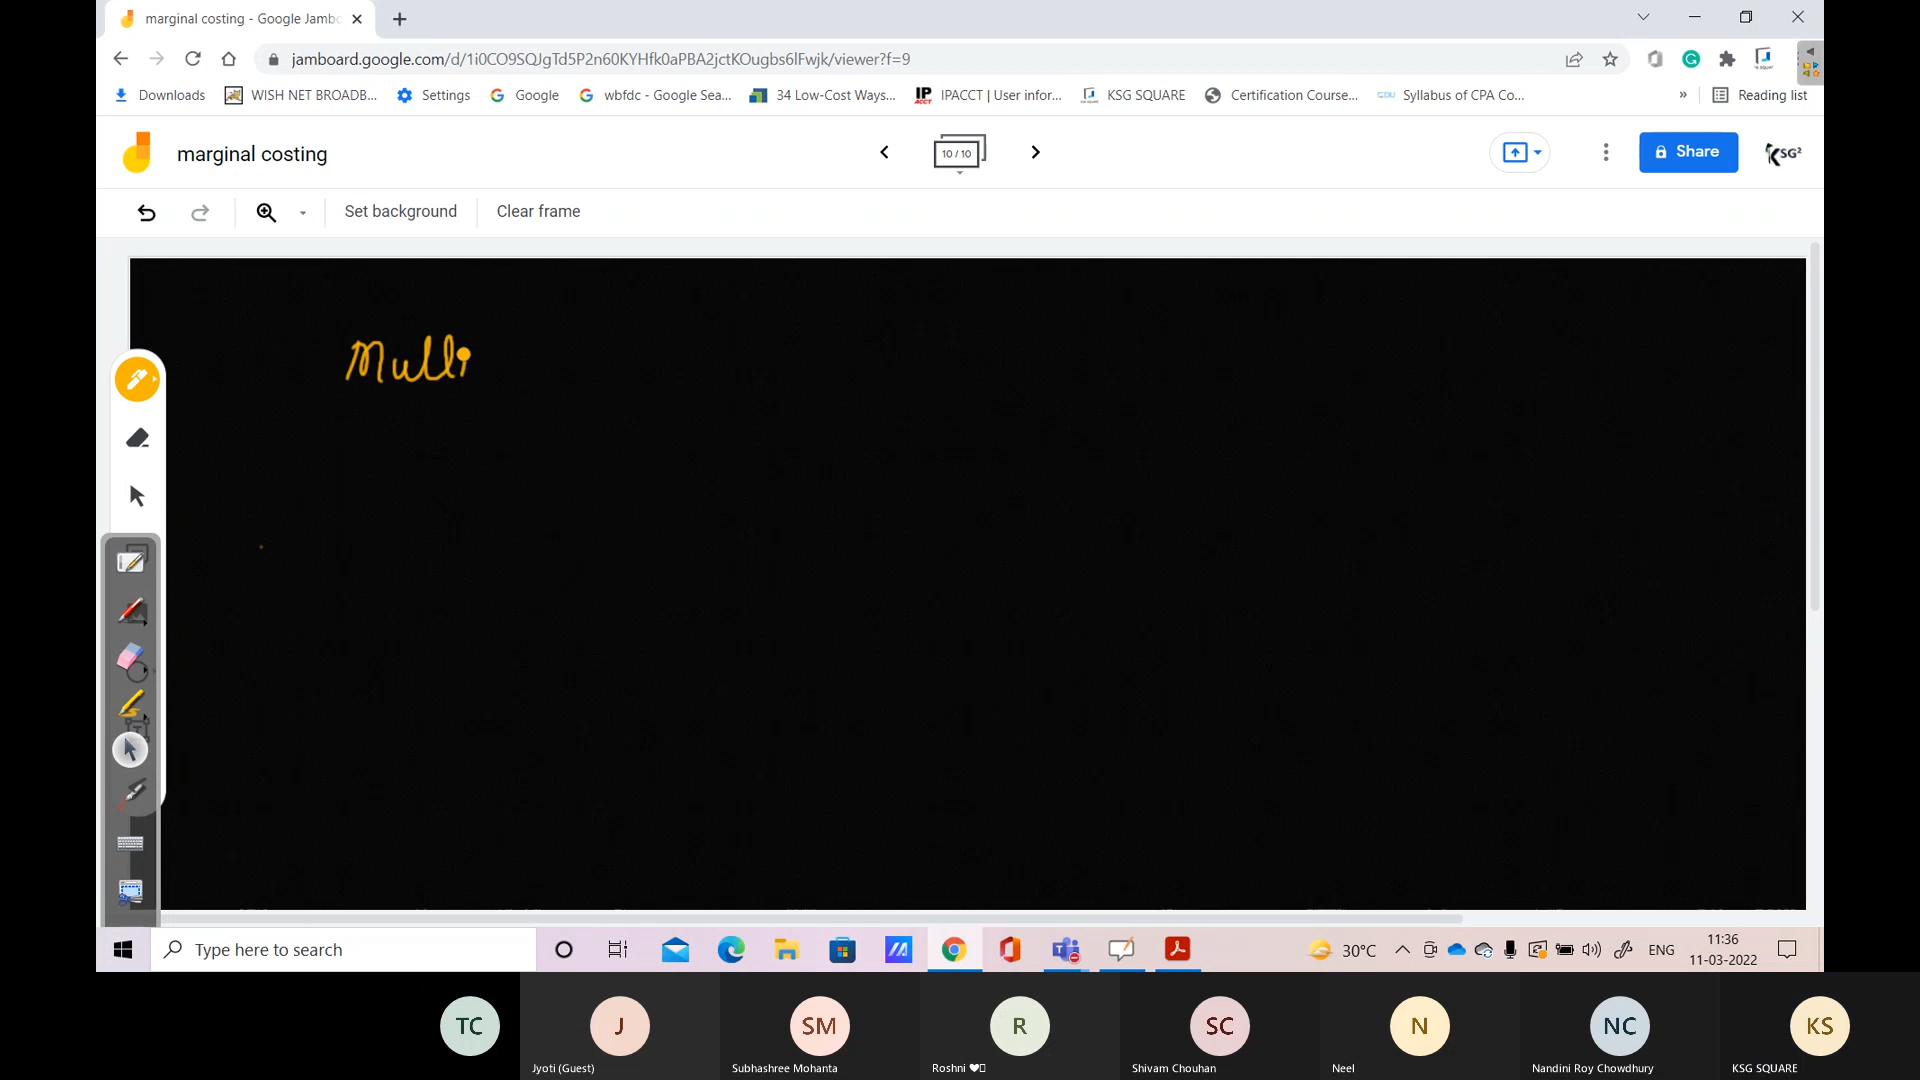 marginal costing - Google Jambo
jamboard.google.com/d/1i0CO9SQJgTd5P2n60KYHfk0aPBA2jctKOugbs6lFwjk/viewer?f=9
Downloads WISH NET BROADB... Settings Google wbfdc - Google Sea... 34 Low-Cost Ways... IPACCT | User infor... KSG SQUARE Certification Course... Syllabus of CPA Co... » Reading list
marginal costing 10 / 10 Share KSG²
Set background Clear frame
Mulli
Type here to search 30°C ENG 11:36
11-03-2022
TC J SM R SC N NC KS
Jyoti (Guest) Subhashree Mohanta Roshni ❤ Shivam Chouhan Neel Nandini Roy Chowdhury KSG SQUARE